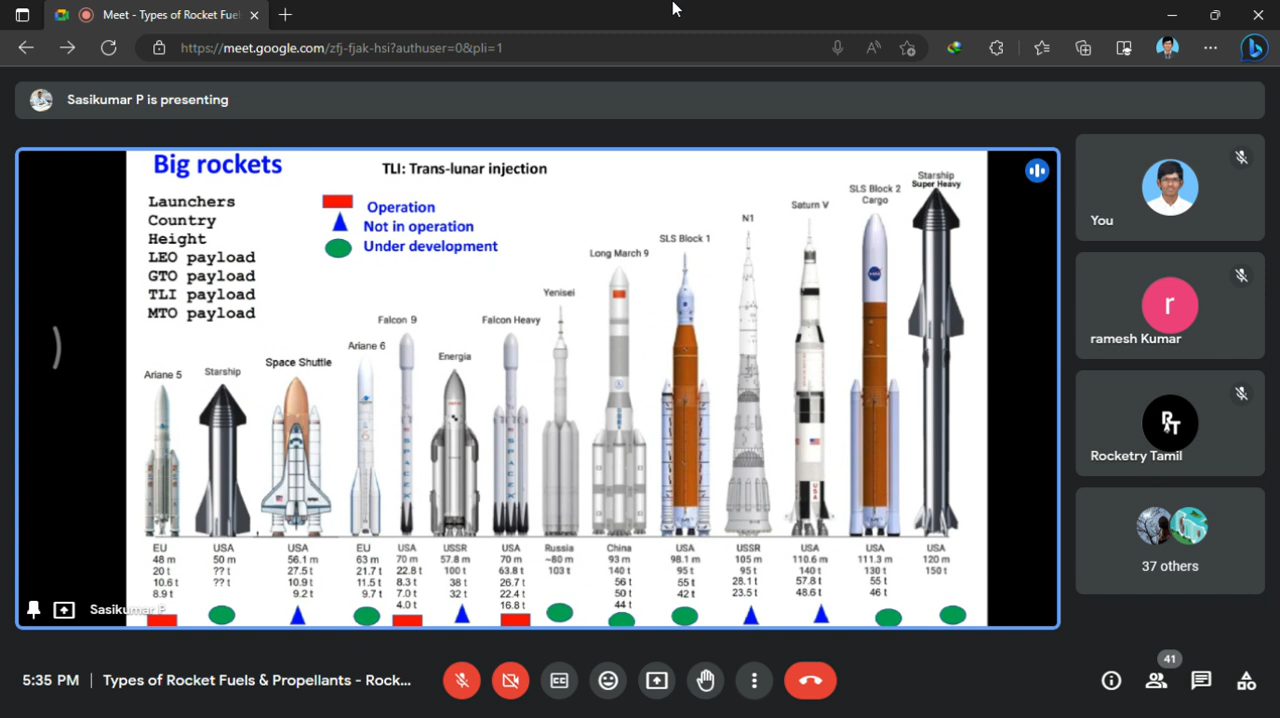 Meet - Types of Rocket Fuel
https://meet.google.com/zfj-fjak-hsi?authuser=0&pli=1
Sasikumar P is presenting
Big rockets
TLI: Trans-lunar injection
Launchers
Country
Height
LEO payload
GTO payload
TLI payload
MTO payload
Operation
Not in operation
Under development
Ariane 5
Starship
Space Shuttle
Ariane 6
Falcon 9
Energia
Falcon Heavy
Yenisei
Long March 9
SLS Block 1
N1
Saturn V
SLS Block 2
Cargo
Starship
Super Heavy
NASA
SPACEX
USA
EU
48 m
20 t
10.6 t
8.9 t
USA
50 m
?? t
?? t
USA
56.1 m
27.5 t
10.9 t
9.2 t
EU
63 m
21.7 t
11.5 t
9.7 t
USA
70 m
22.8 t
8.3 t
7.0 t
4.0 t
USSR
57.8 m
100 t
38 t
32 t
USA
70 m
63.8 t
26.7 t
22.4 t
16.8 t
Russia
~80 m
103 t
China
93 m
140 t
56 t
50 t
44 t
USA
98.1 m
95 t
55 t
42 t
USSR
105 m
95 t
28.1 t
23.5 t
USA
110.6 m
140 t
57.8 t
48.6 t
USA
111.3 m
130 t
55 t
46 t
USA
120 m
150 t
Sasikumar P
You
r
ramesh Kumar
RT
Rocketry Tamil
37 others
5:35 PM | Types of Rocket Fuels & Propellants - Rock...
41